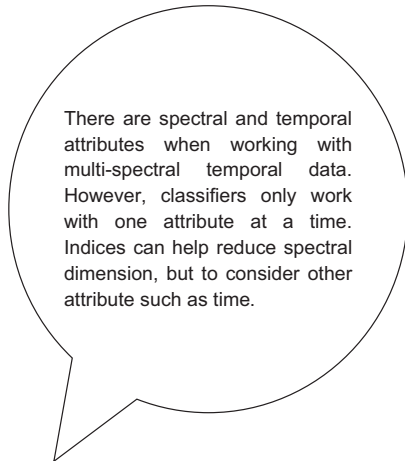 There are spectral and temporal
attributes when working with
multi-spectral temporal data.
However, classifiers only work
with one attribute at a time.
Indices can help reduce spectral
dimension, but to consider other
attribute such as time.